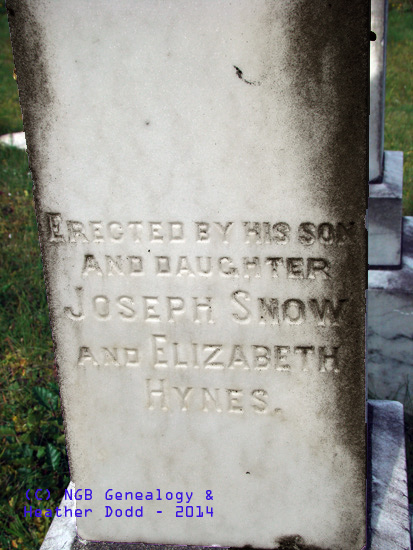 ERECTED BY HIS SON
AND DAUGHTER
JOSEPH SNOW
AND ELIZABETH
HYNES.
(C) NGB Genealogy &
Heather Dodd - 2014